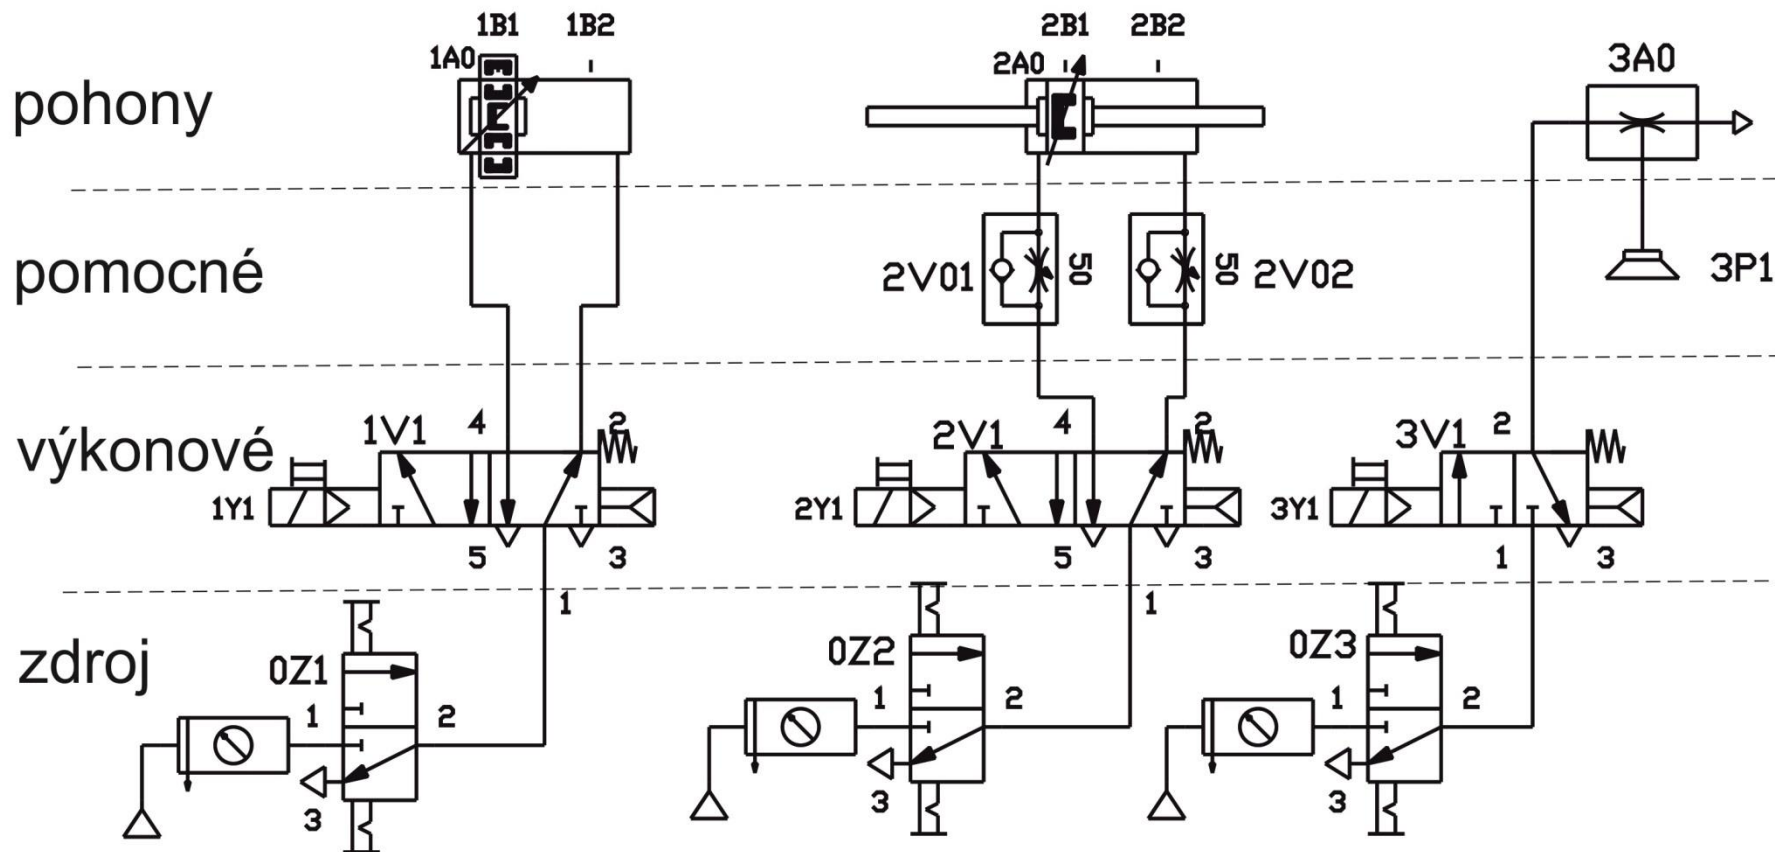 1B1 1B2 2B1 2B2
1A0 2A0 3A0
pohony
pomocné 2V01 50 50 2V02 3P1
výkonové
1V1 4 2 2V1 4 2 3V1 2
1Y1 2Y1 3Y1
5 3 5 3 1 3
1 1
zdroj
0Z1 0Z2 0Z3
1 2 1 2 1 2
3 3 3